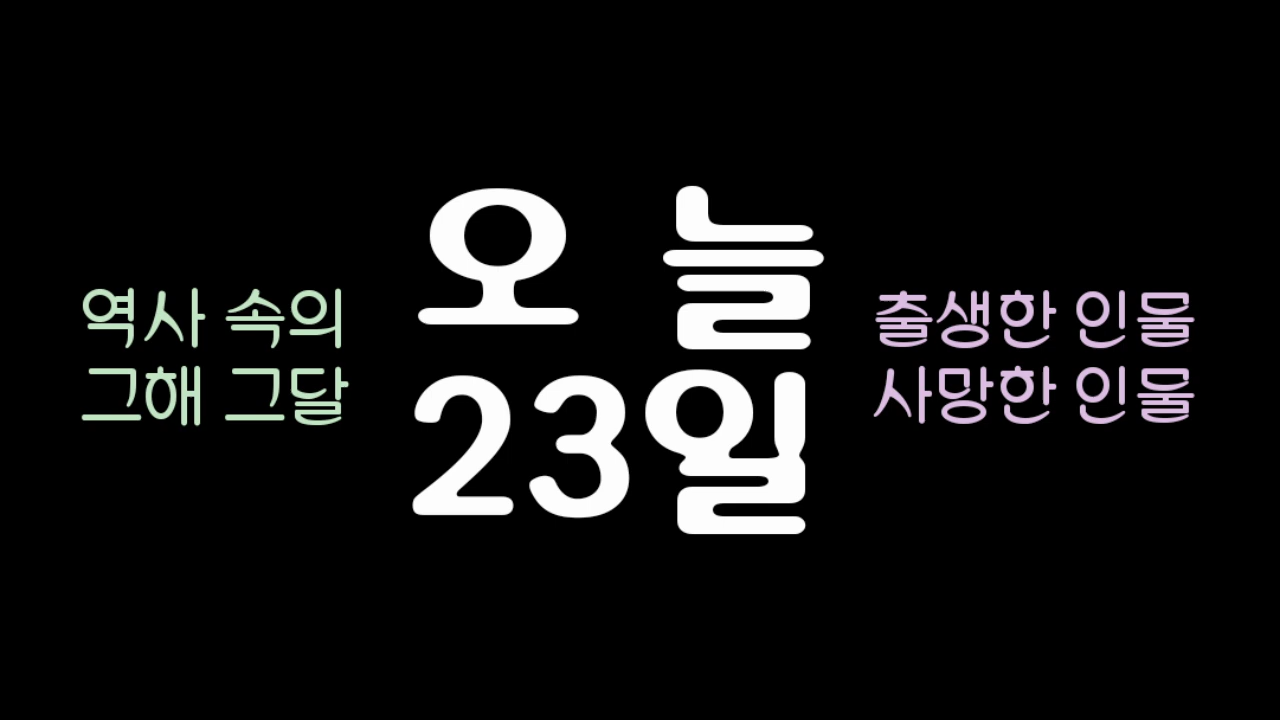 역사 속의
그해 그달
오 늘
23일
출생한 인물
사망한 인물